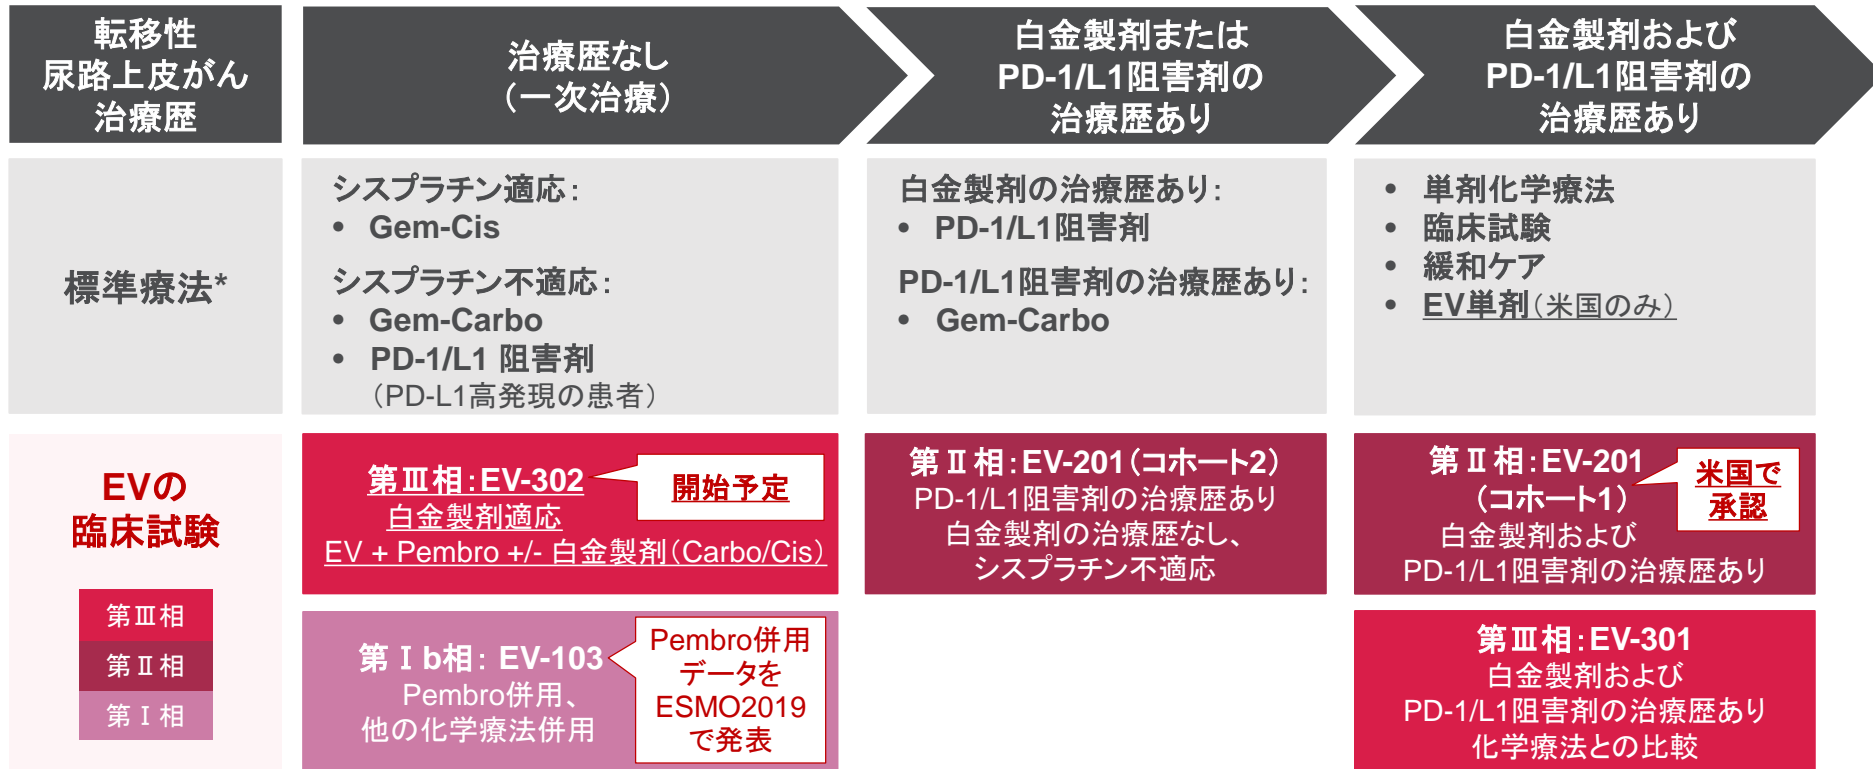 転移性
尿路上皮がん
治療歴
治療歴なし
（一次治療）
白金製剤または
PD-1/L1阻害剤の
治療歴あり
白金製剤および
PD-1/L1阻害剤の
治療歴あり
標準療法*
シスプラチン適応：
• Gem-Cis
シスプラチン不適応：
• Gem-Carbo
• PD-1/L1 阻害剤
（PD-L1高発現の患者）
白金製剤の治療歴あり：
• PD-1/L1阻害剤
PD-1/L1阻害剤の治療歴あり：
• Gem-Carbo
• 単剤化学療法
• 臨床試験
• 緩和ケア
• EV単剤（米国のみ）
EVの
臨床試験
第Ⅲ相
第Ⅱ相
第Ⅰ相
第Ⅲ相：EV-302
白金製剤適応
EV + Pembro +/- 白金製剤（Carbo/Cis）
開始予定
第Ⅰb相： EV-103
Pembro併用、
他の化学療法併用
Pembro併用
データを
ESMO2019
で発表
第Ⅱ相：EV-201（コホート2）
PD-1/L1阻害剤の治療歴あり
白金製剤の治療歴なし、
シスプラチン不適応
第Ⅱ相：EV-201
（コホート1）
白金製剤および
PD-1/L1阻害剤の治療歴あり
米国で
承認
第Ⅲ相：EV-301
白金製剤および
PD-1/L1阻害剤の治療歴あり
化学療法との比較